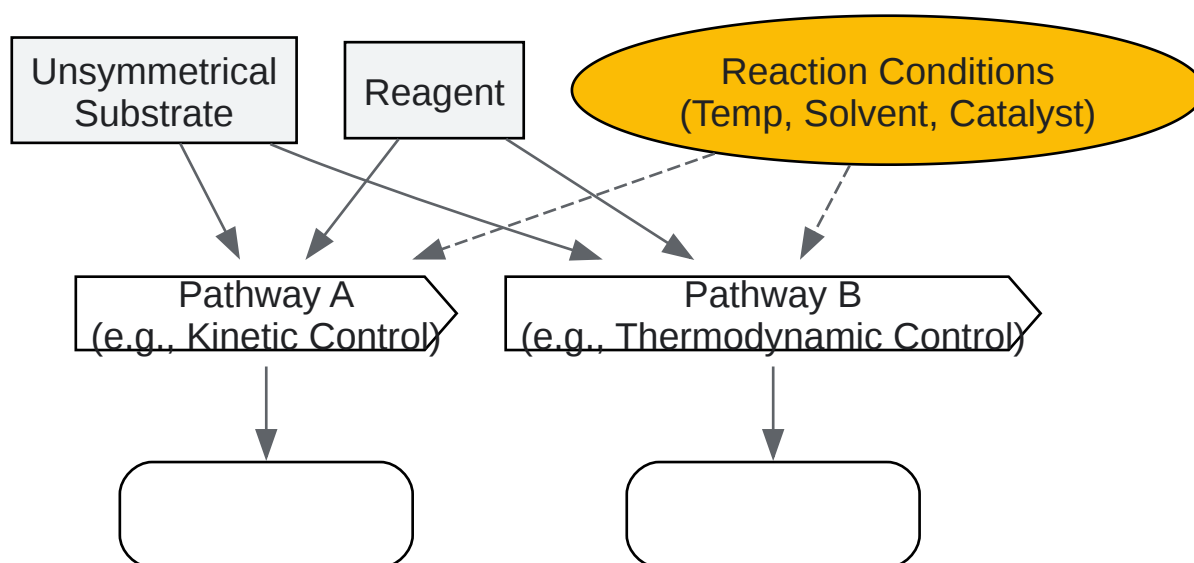 Unsymmetrical
Substrate
Reagent
Reaction Conditions
(Temp, Solvent, Catalyst)
Pathway A
(e.g., Kinetic Control)
Pathway B
(e.g., Thermodynamic Control)